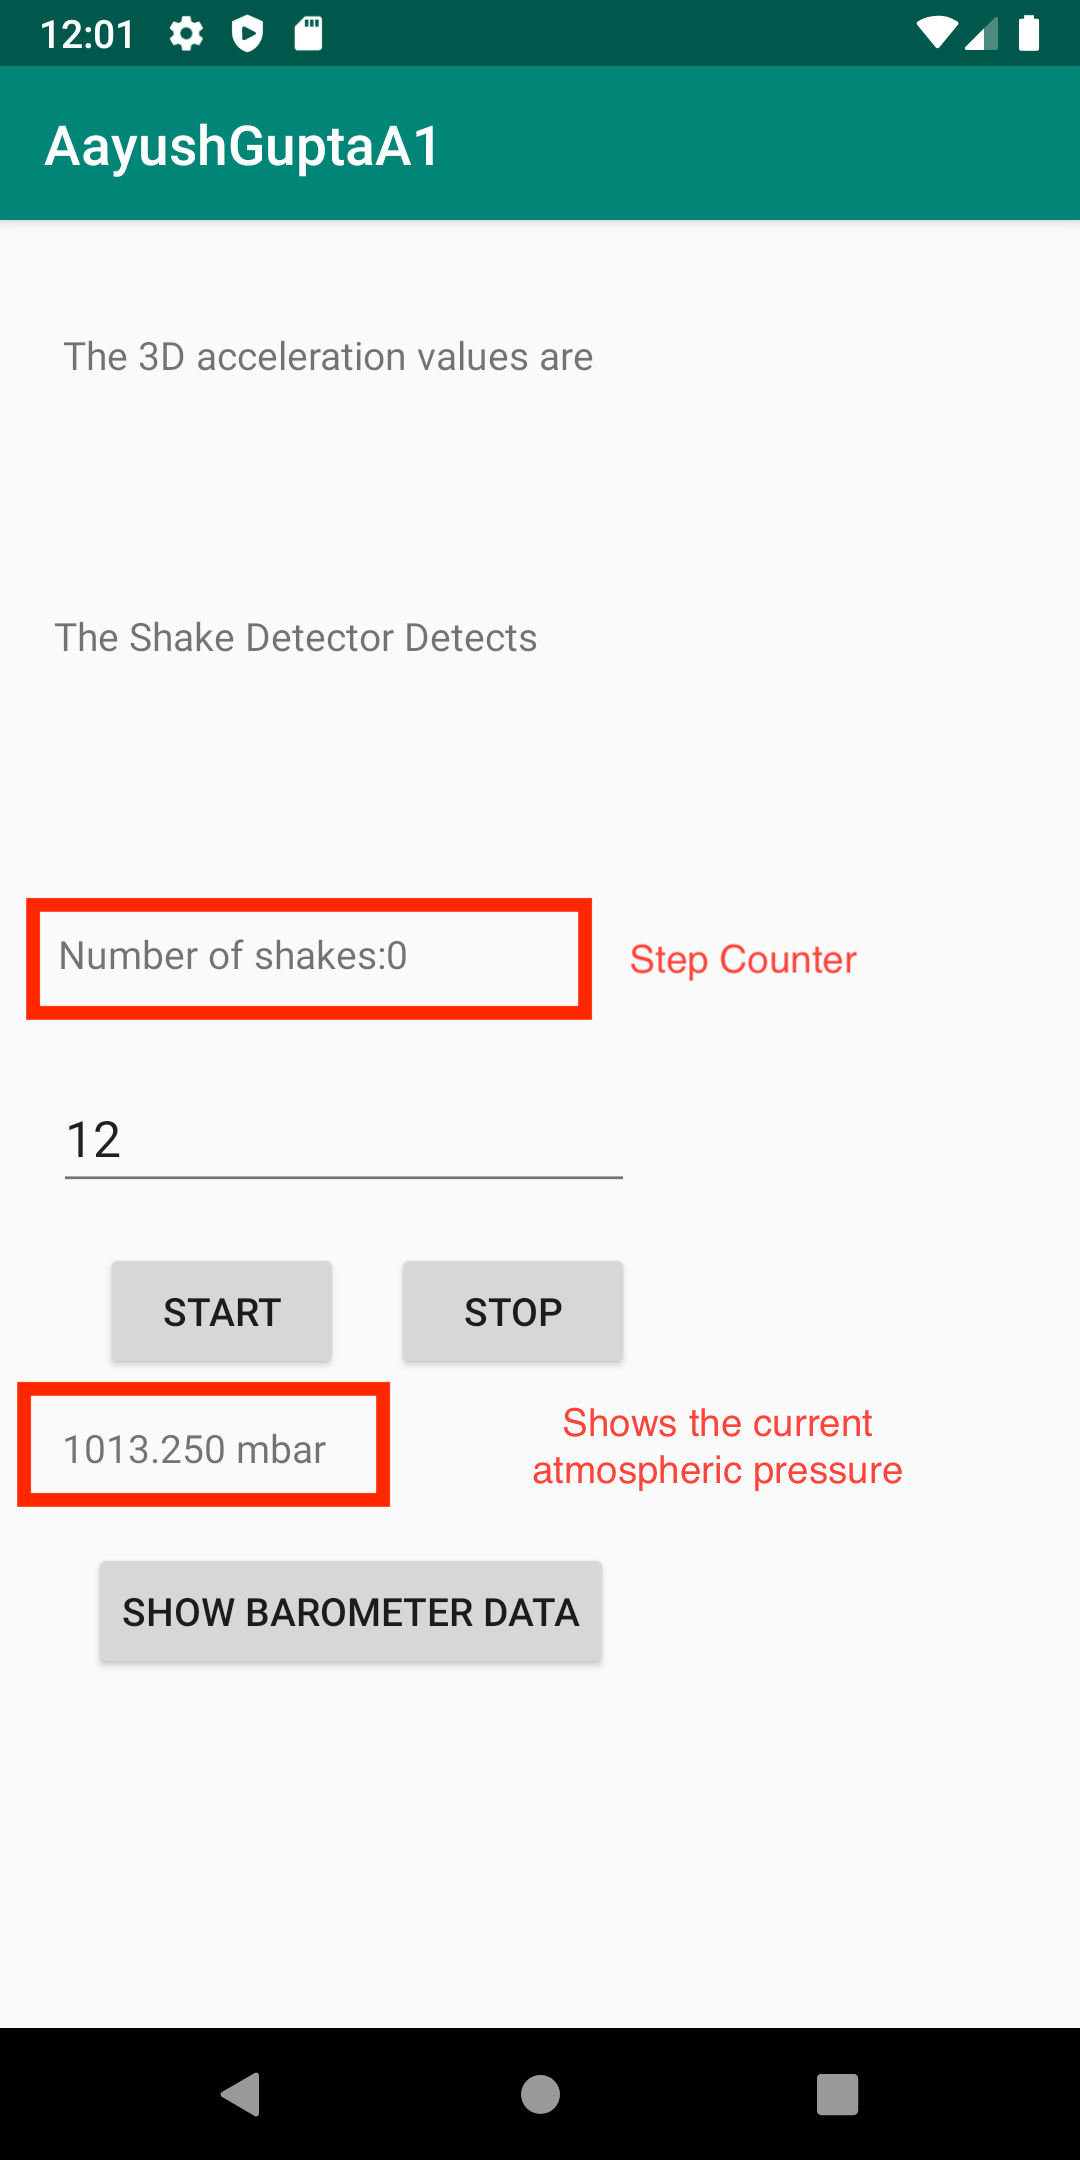 12:01
AayushGuptaA1
The 3D acceleration values are
The Shake Detector Detects
Number of shakes:0
Step Counter
12
START
STOP
1013.250 mbar
Shows the current
atmospheric pressure
SHOW BAROMETER DATA